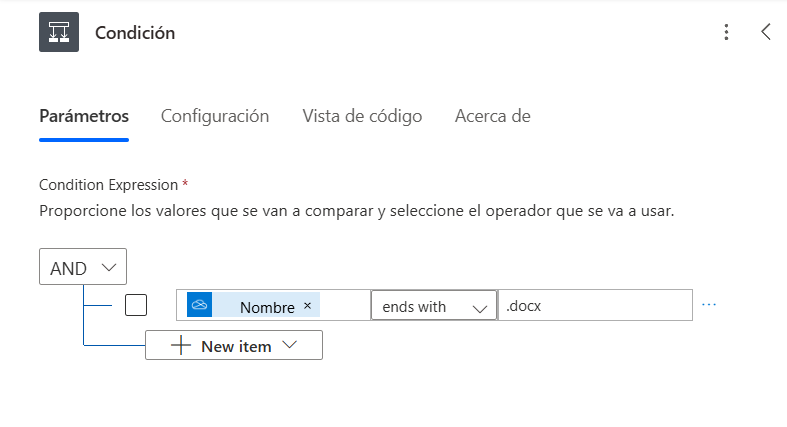 Condición
Parámetros Configuración Vista de código Acerca de
Condition Expression *
Proporcione los valores que se van a comparar y seleccione el operador que se va a usar.
AND
Nombre × ends with .docx
New item